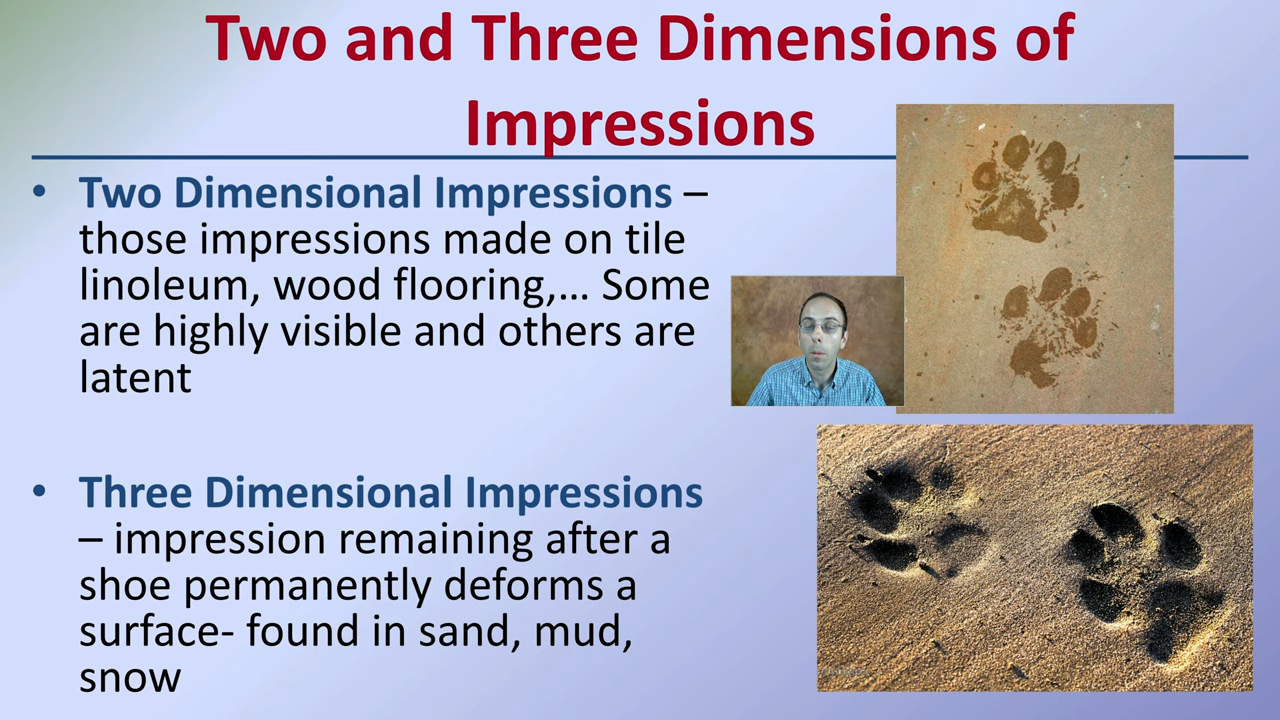 Two and Three Dimensions of
Impressions
• Two Dimensional Impressions –
those impressions made on tile
linoleum, wood flooring,… Some
are highly visible and others are
latent
• Three Dimensional Impressions
– impression remaining after a
shoe permanently deforms a
surface- found in sand, mud,
snow